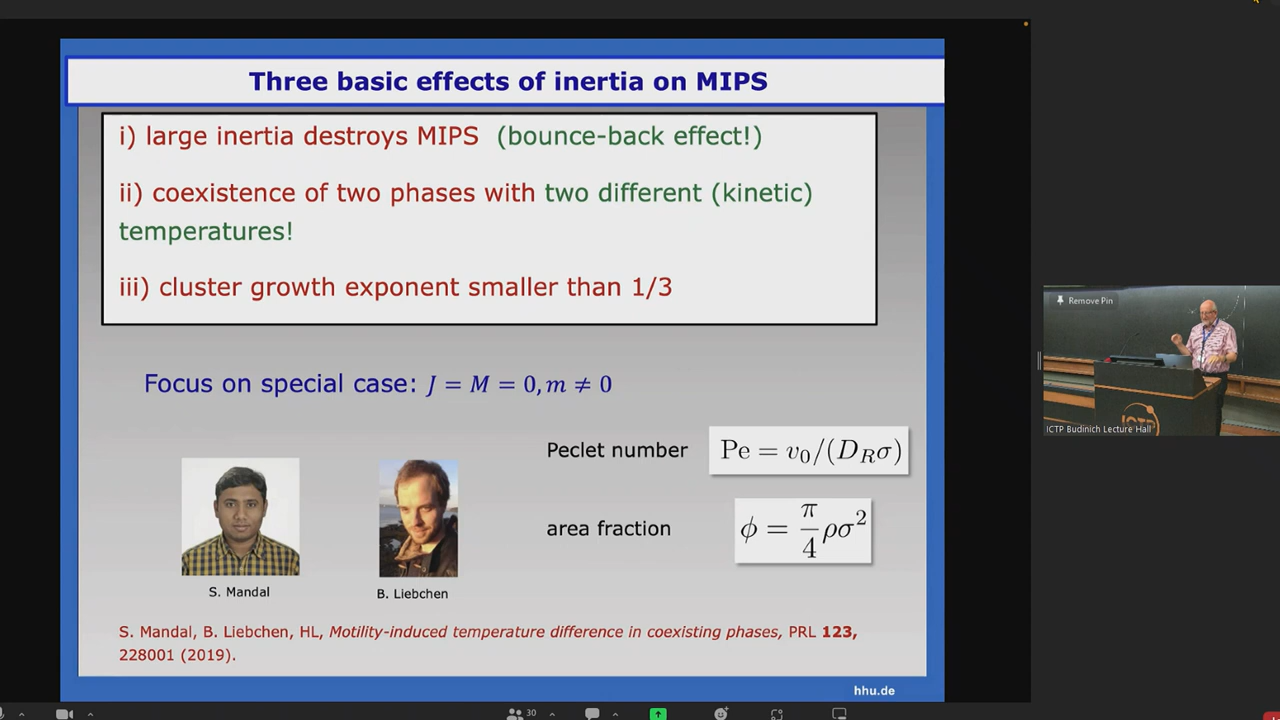 Three basic effects of inertia on MIPS
i) large inertia destroys MIPS (bounce-back effect!)
ii) coexistence of two phases with two different (kinetic)
temperatures!
iii) cluster growth exponent smaller than 1/3
Focus on special case: J = M = 0, m ≠ 0
Peclet number Pe = v₀/(D_Rσ)
area fraction ϕ = π/4 ρσ²
S. Mandal
B. Liebchen
S. Mandal, B. Liebchen, HL, Motility-induced temperature difference in coexisting phases, PRL 123,
228001 (2019).
hhu.de
Remove Pin
ICTP
ICTP Budinich Lecture Hall
30